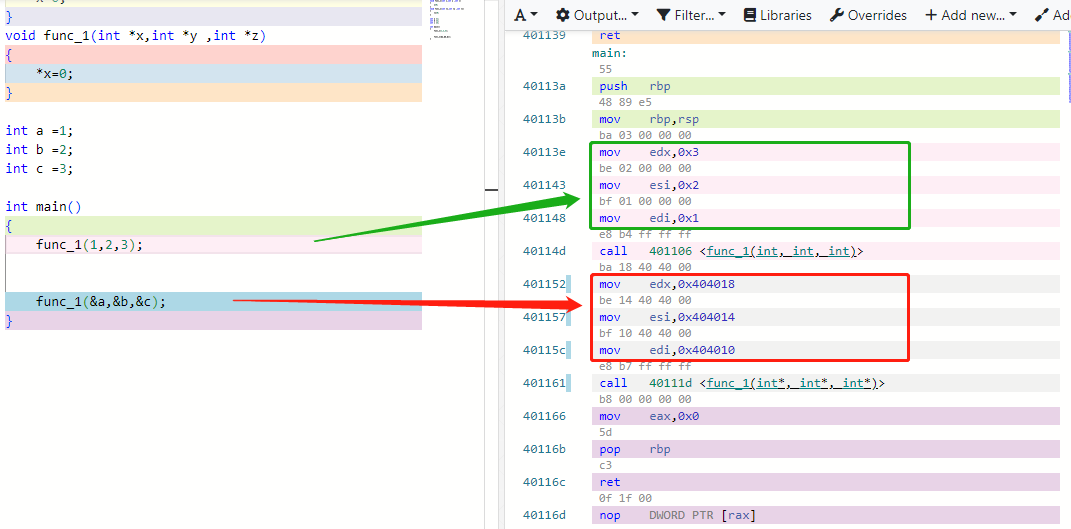 }
void func_1(int *x,int *y ,int *z)
{
*x=0;
}
int a =1;
int b =2;
int c =3;
int main()
{
func_1(1,2,3);
func_1(&a,&b,&c);
}
A Output... Filter... Libraries Overrides + Add new... Add
401139 ret
main:
55
40113a push rbp
48 89 e5
40113b mov rbp,rsp
ba 03 00 00 00
40113e mov edx,0x3
be 02 00 00 00
401143 mov esi,0x2
bf 01 00 00 00
401148 mov edi,0x1
e8 b4 ff ff ff
40114d call 401106 <func_1(int, int, int)>
ba 18 40 40 00
401152 mov edx,0x404018
be 14 40 40 00
401157 mov esi,0x404014
bf 10 40 40 00
40115c mov edi,0x404010
e8 b7 ff ff ff
401161 call 40111d <func_1(int*, int*, int*)>
b8 00 00 00 00
401166 mov eax,0x0
5d
40116b pop rbp
c3
40116c ret
0f 1f 00
40116d nop DWORD PTR [rax]